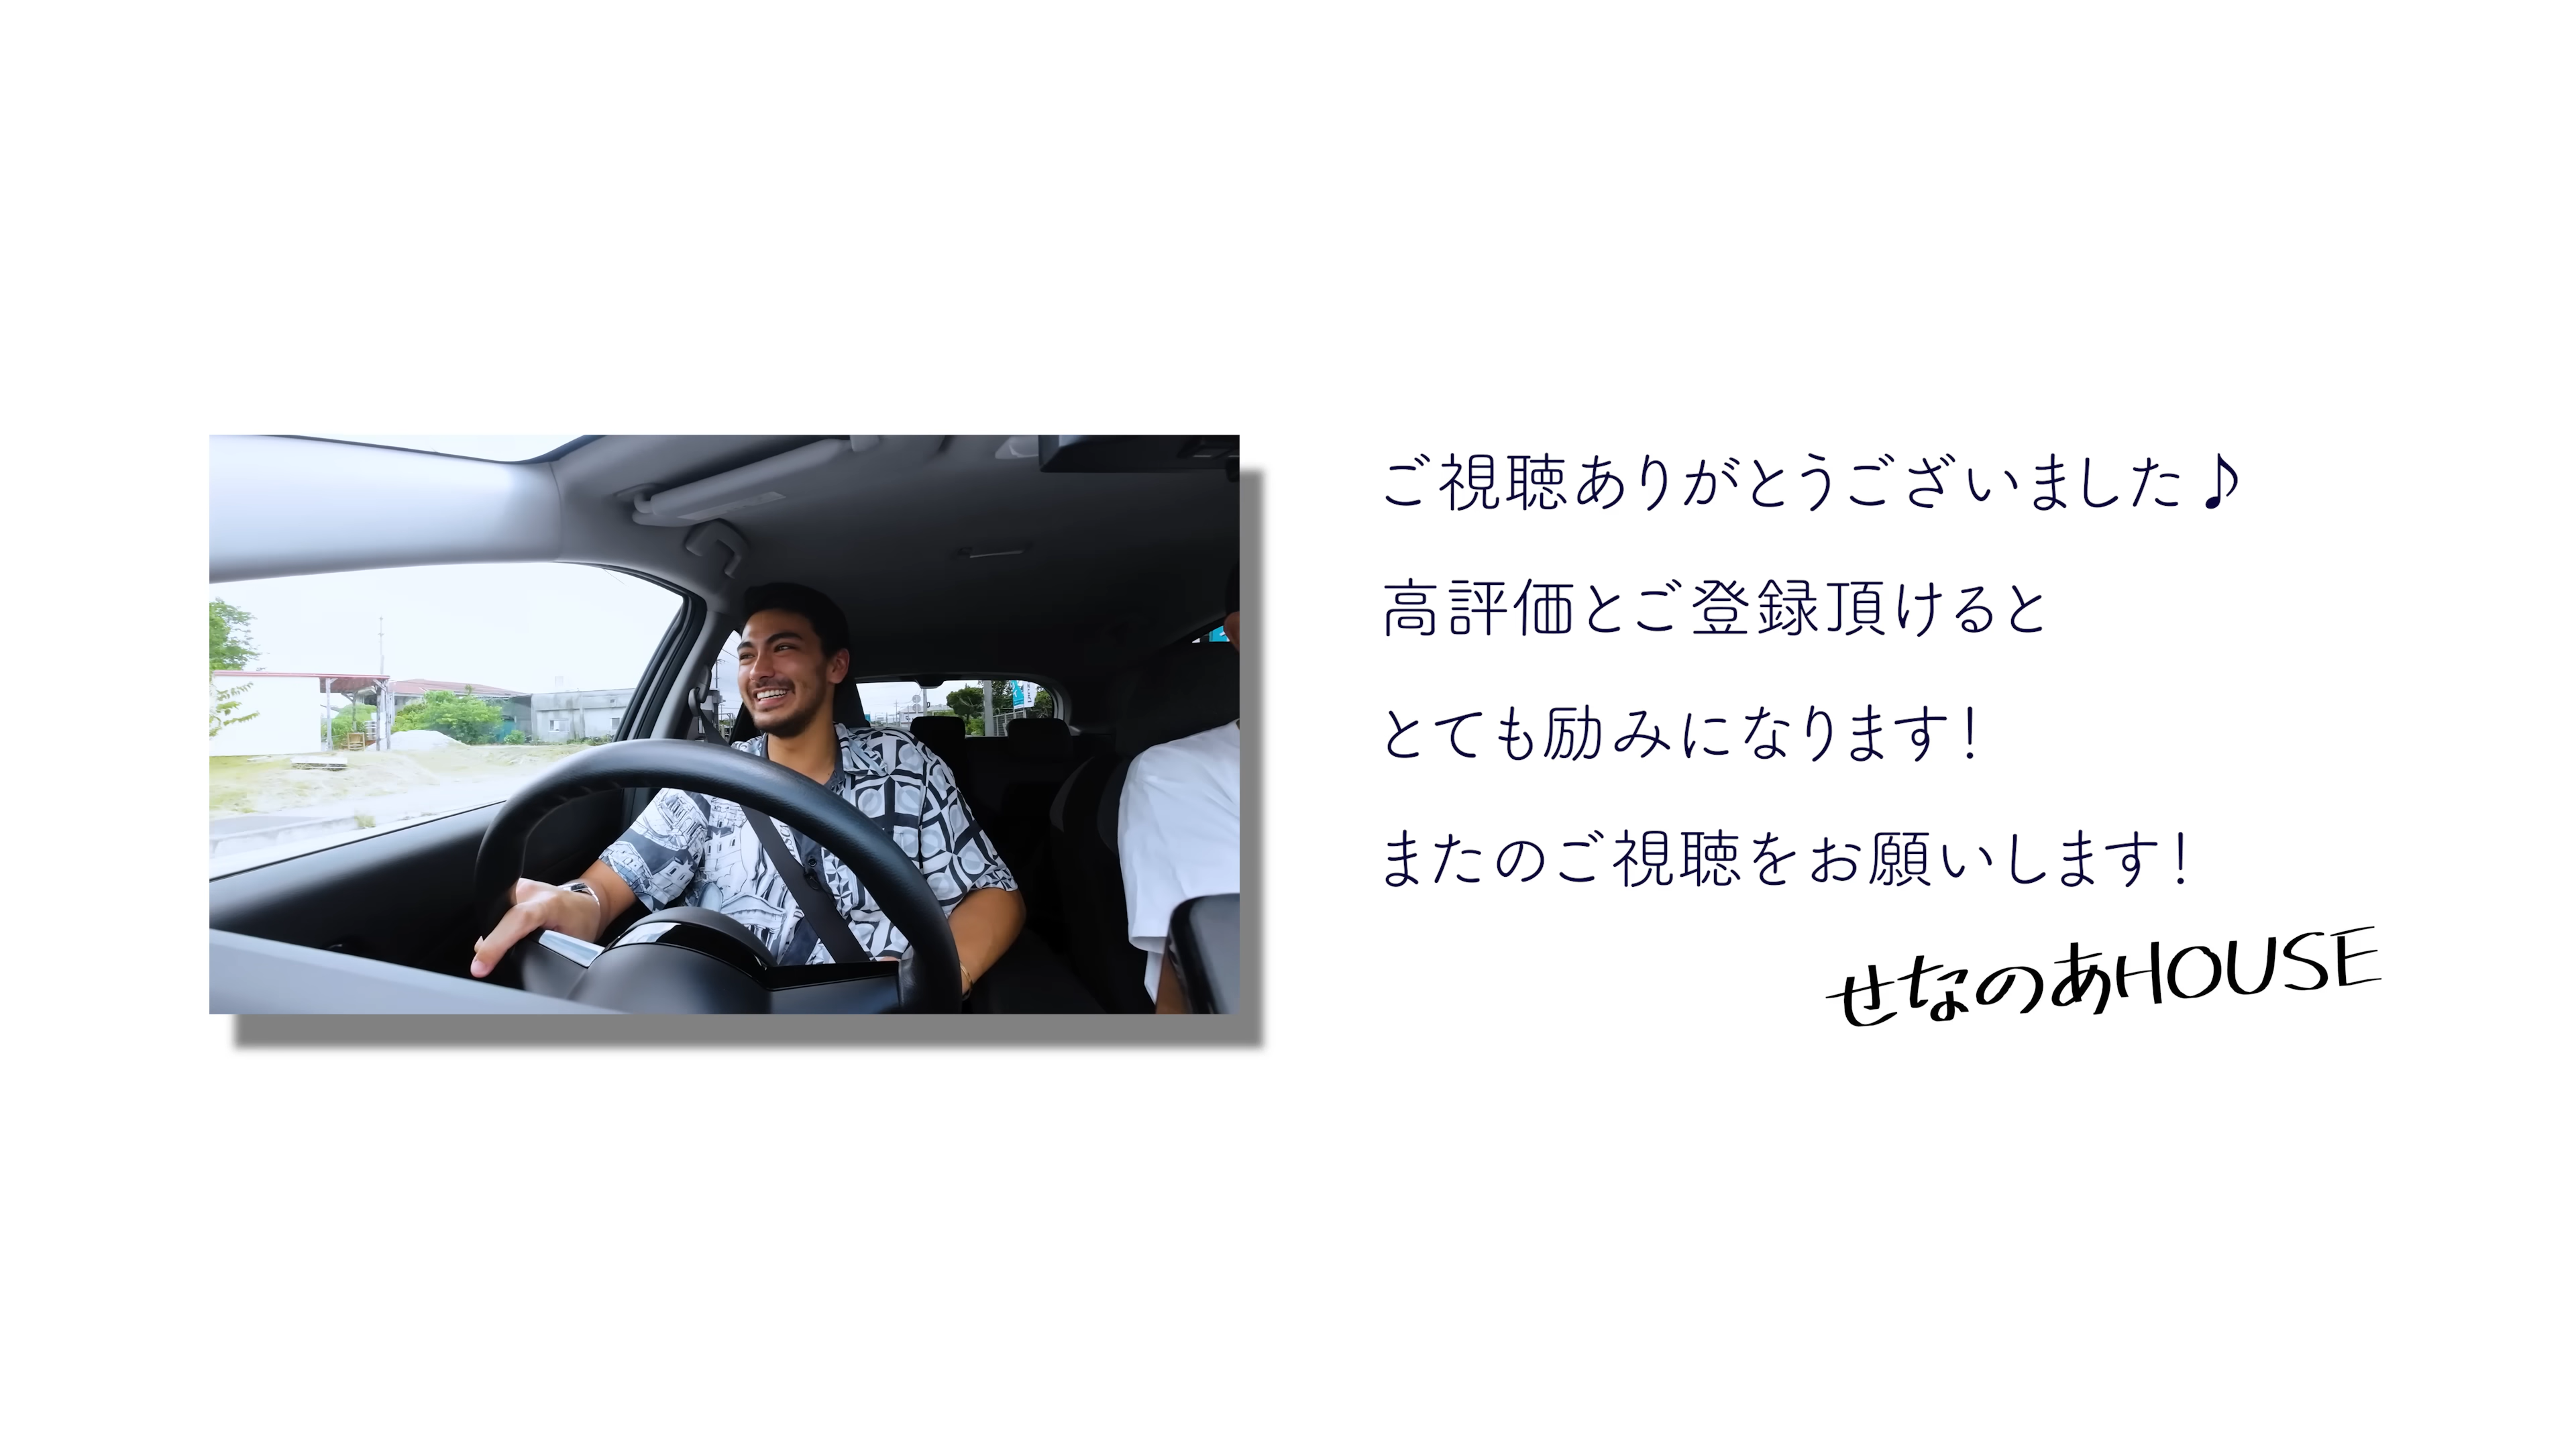 ご視聴ありがとうございました♪
高評価とご登録頂けると
とても励みになります！
またのご視聴をお願いします！
せなのあHOUSE